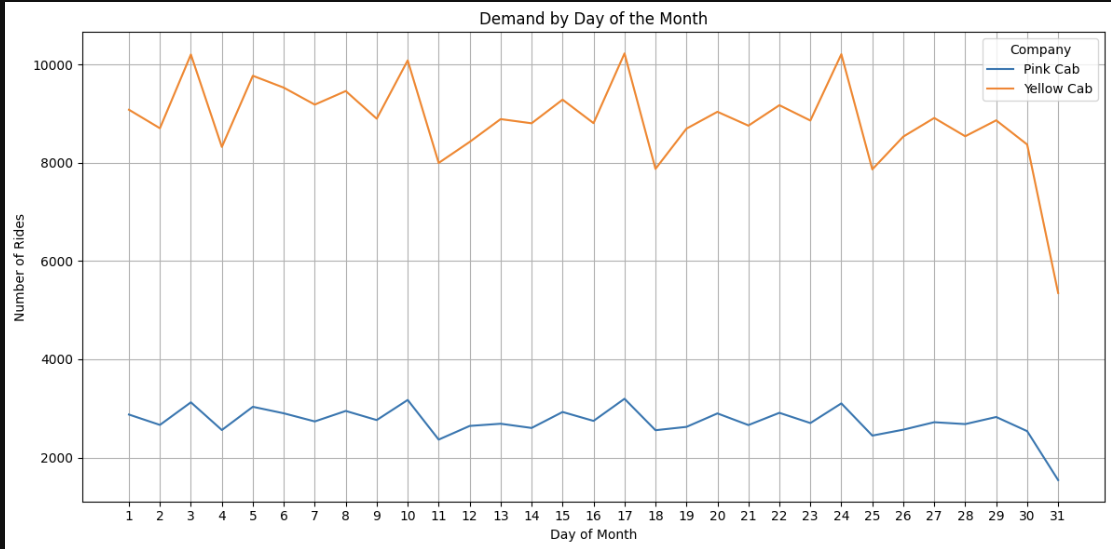 Demand by Day of the Month
Company
Pink Cab
Yellow Cab
Number of Rides
10000
8000
6000
4000
2000
1 2 3 4 5 6 7 8 9 10 11 12 13 14 15 16 17 18 19 20 21 22 23 24 25 26 27 28 29 30 31
Day of Month